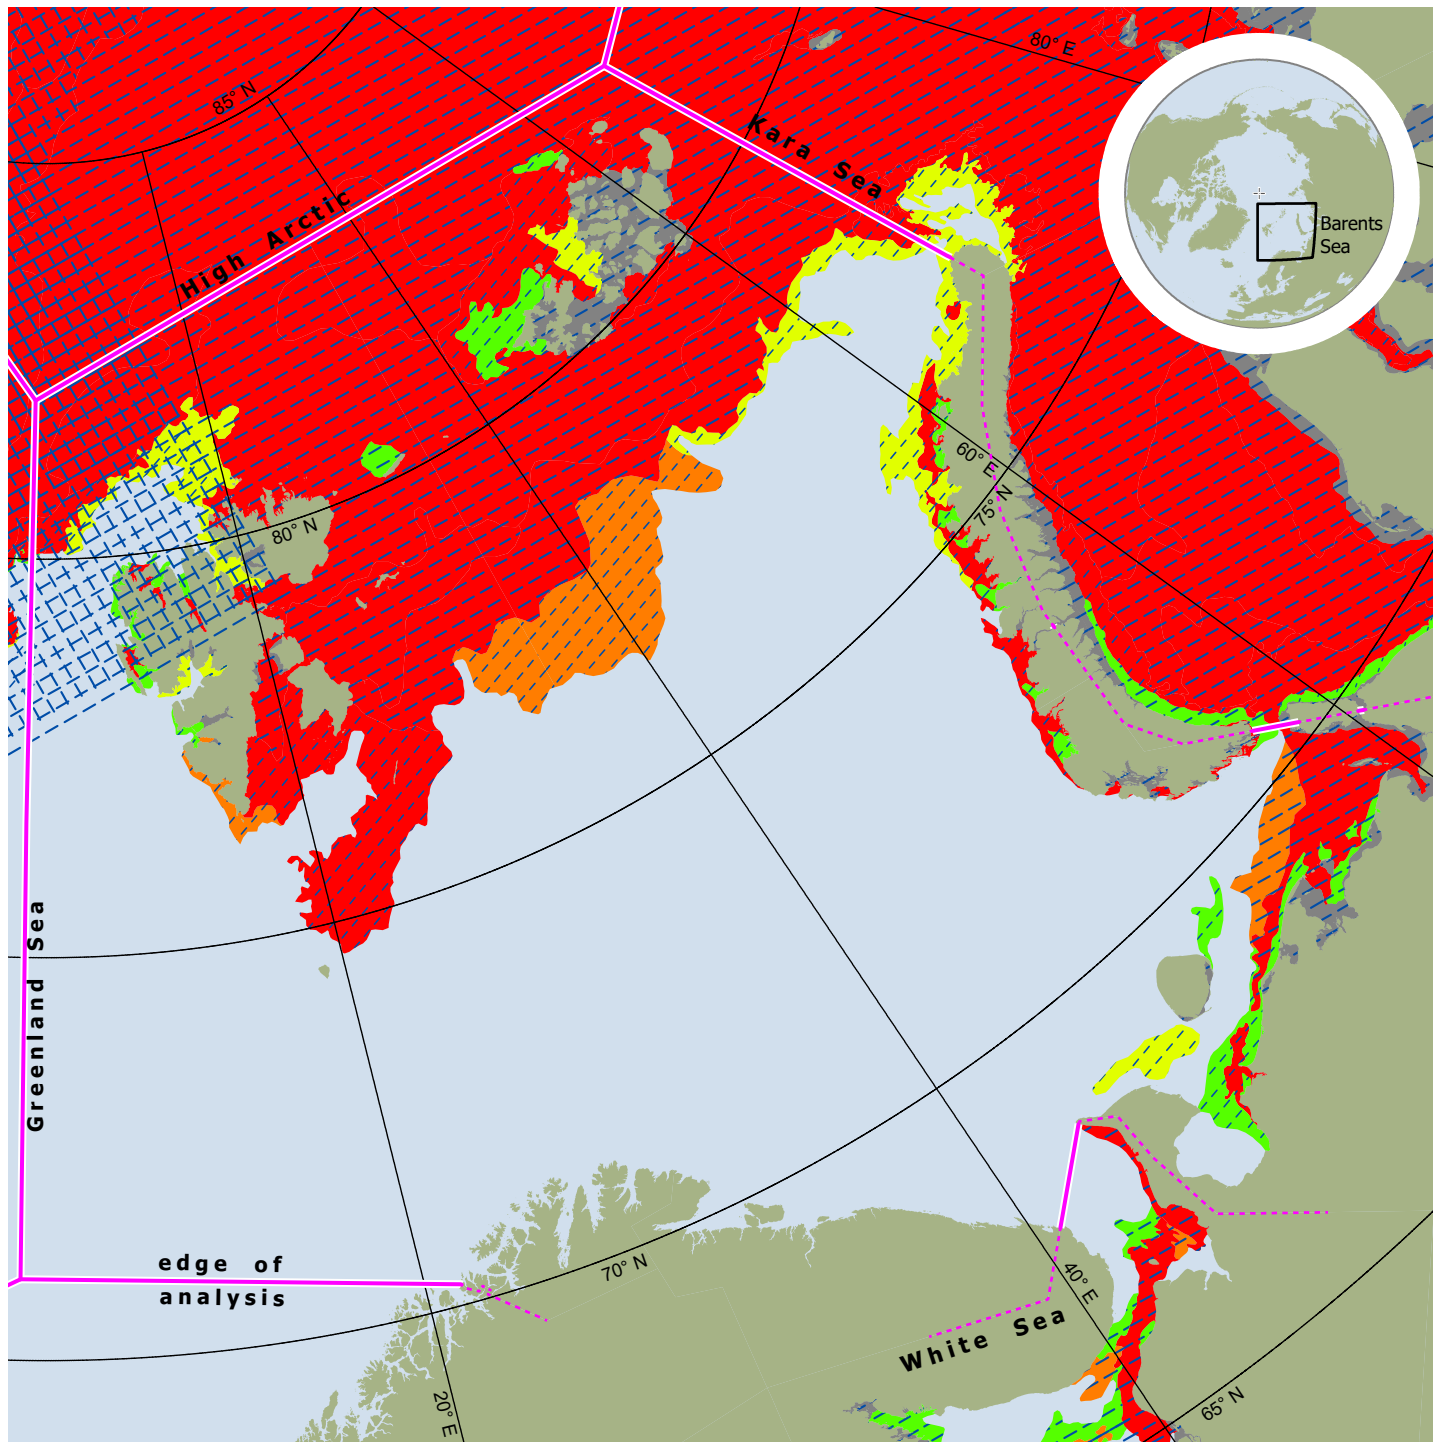 80° E
85° N
Kara Sea
High Arctic
Barents
Sea
60° E
75° N
80° N
Greenland Sea
edge of
analysis
70° N
40° E
White Sea
20° E
65° N